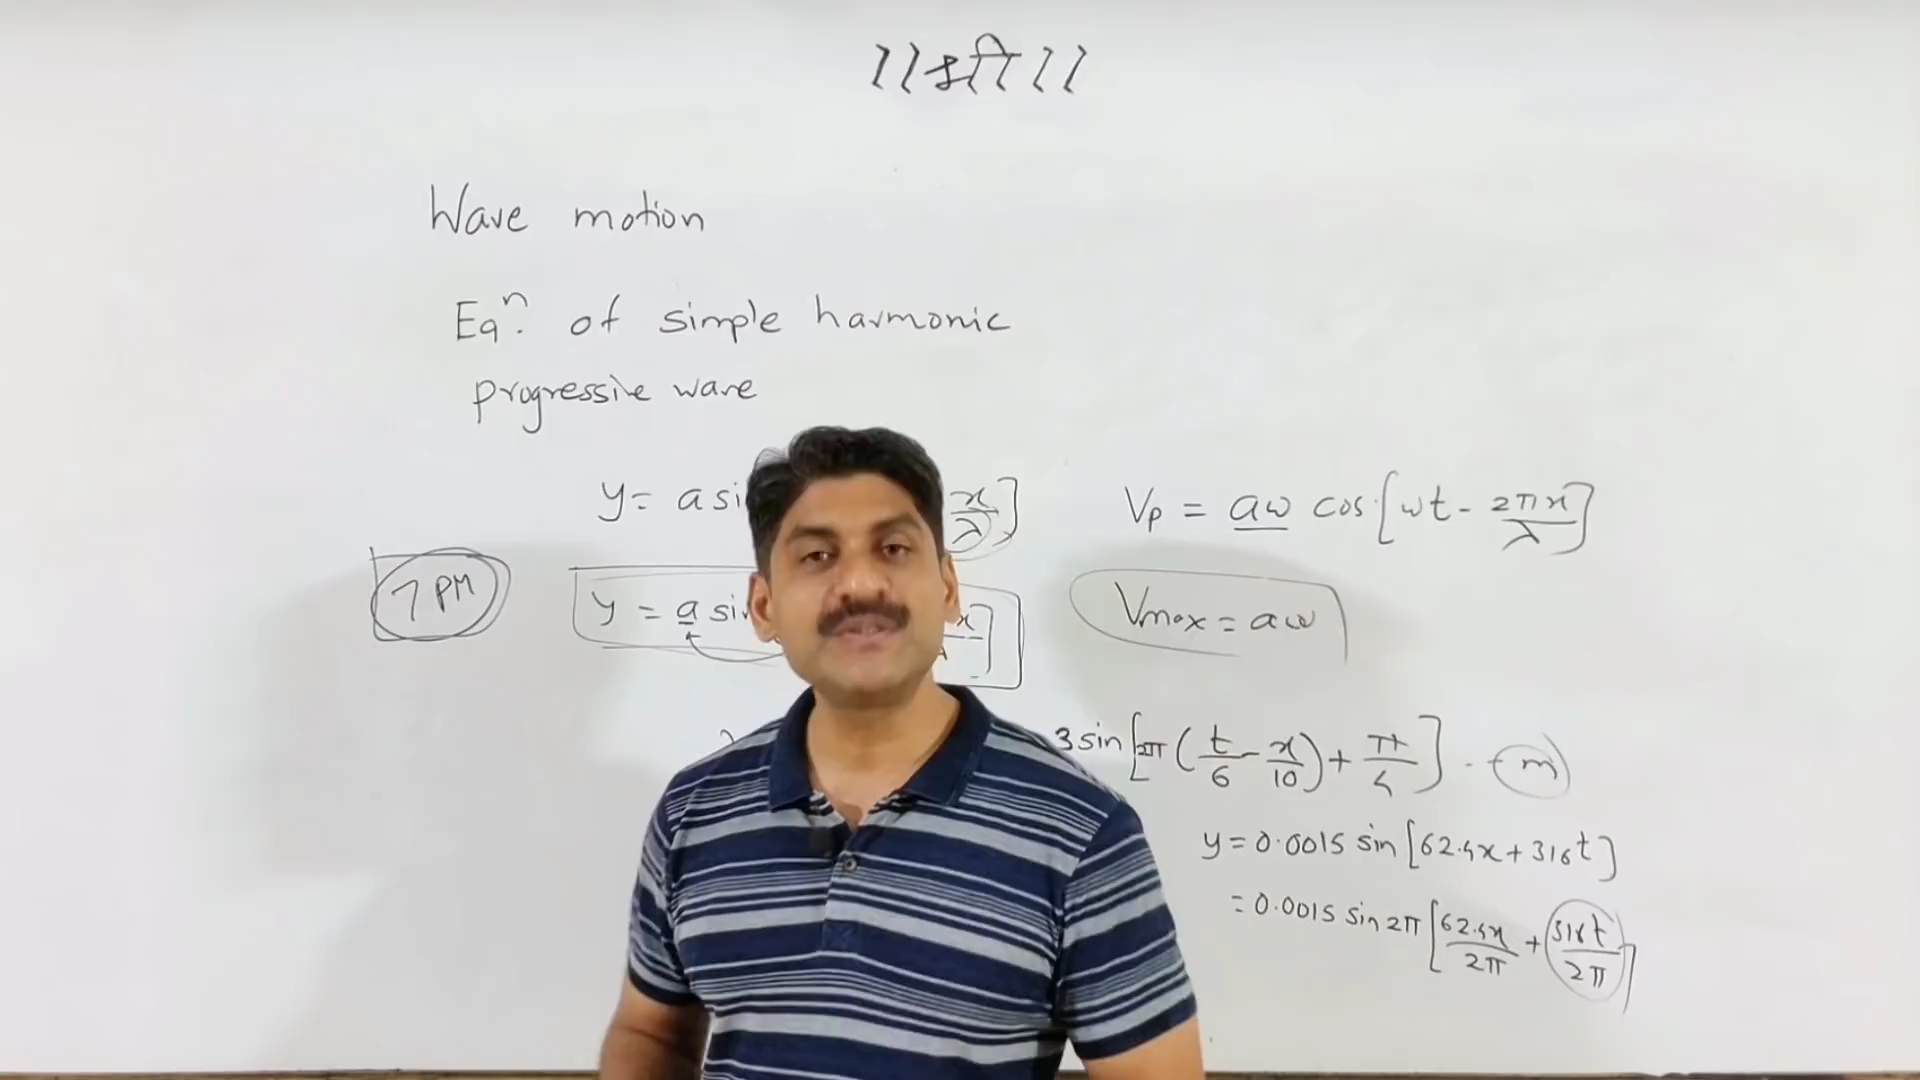 ।।श्री।।
Wave motion
Eqⁿ. of simple harmonic
progressive wave
y = a si x/λ]
Vp = aω cos [ωt - 2πx/λ]
7 PM
y = a sin x
Vmax = aω
3 sin [2π (t/6 - x/10) + π/4] m
y = 0.0015 sin [62.4x + 316t]
= 0.0015 sin 2π [62.4x/2π + 316t/2π]